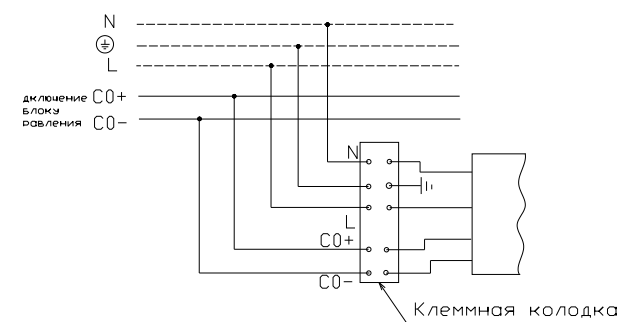 N
L
дключение CO+
блоку
равления CO-
N
L
CO+
CO-
Клеммная колодка